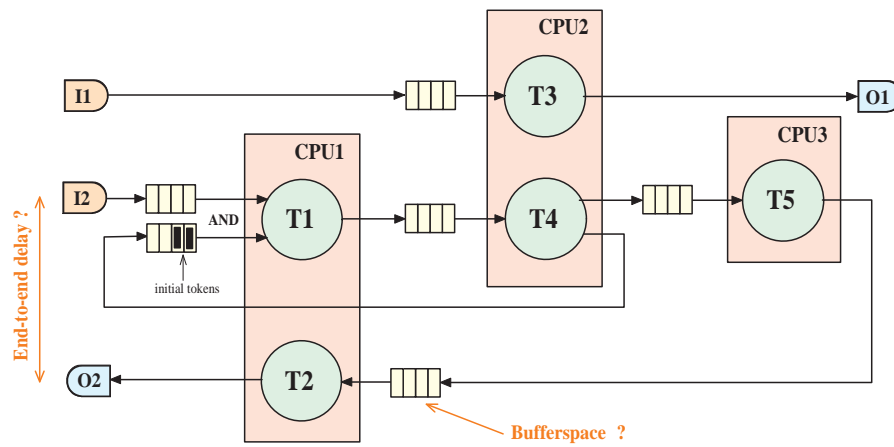 CPU2
I1
T3
O1
CPU1
CPU3
I2
AND
T1
T4
T5
initial tokens
End-to-end delay ?
O2
T2
Bufferspace ?